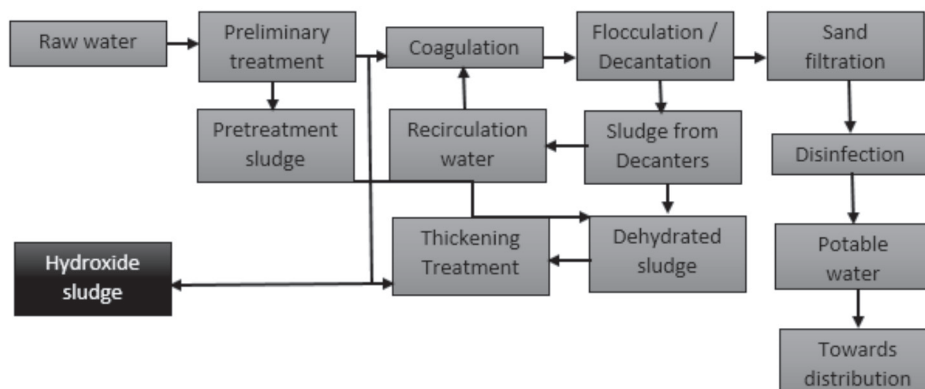 Raw water
Preliminary
treatment
Coagulation
Flocculation /
Decantation
Sand
filtration
Pretreatment
sludge
Recirculation
water
Sludge from
Decanters
Disinfection
Hydroxide
sludge
Thickening
Treatment
Dehydrated
sludge
Potable
water
Towards
distribution